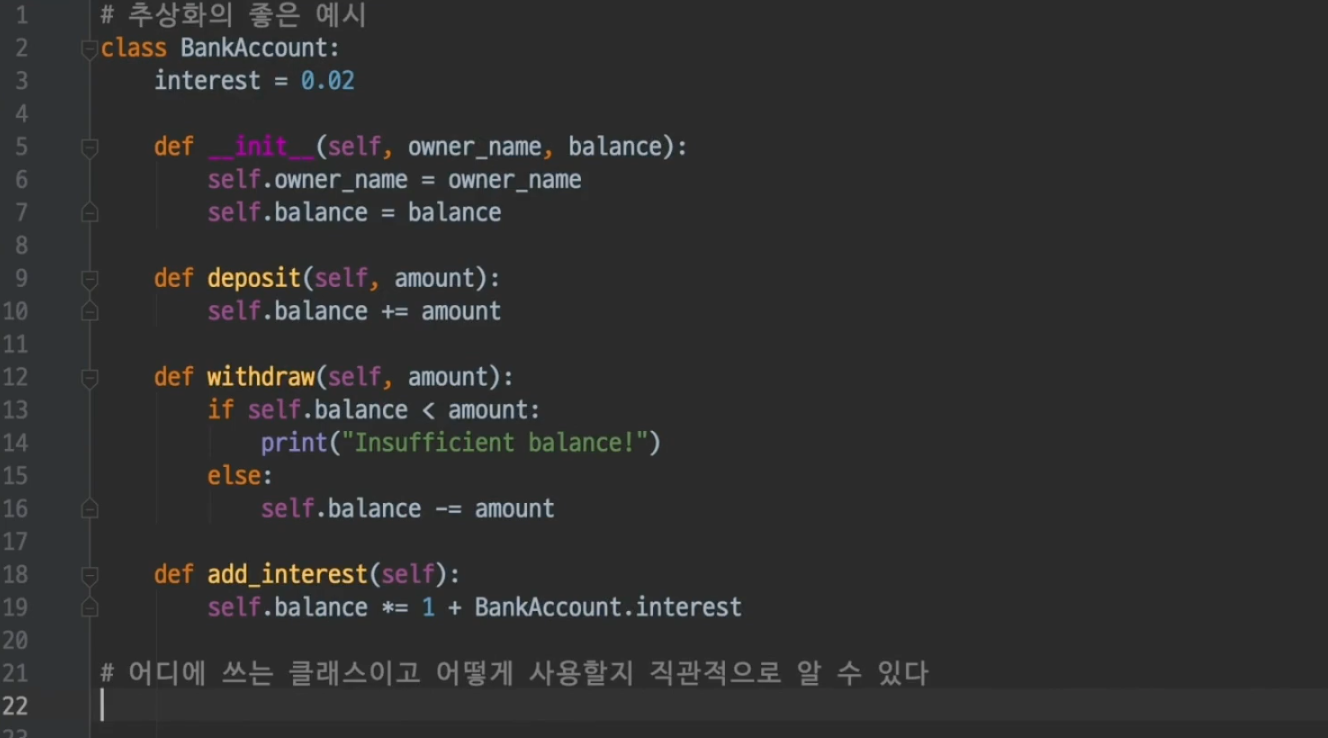 1 # 추상화의 좋은 예시
2 class BankAccount:
3     interest = 0.02
4
5     def __init__(self, owner_name, balance):
6         self.owner_name = owner_name
7         self.balance = balance
8
9     def deposit(self, amount):
10         self.balance += amount
11
12     def withdraw(self, amount):
13         if self.balance < amount:
14             print("Insufficient balance!")
15         else:
16             self.balance -= amount
17
18     def add_interest(self):
19         self.balance *= 1 + BankAccount.interest
20
21 # 어디에 쓰는 클래스이고 어떻게 사용할지 직관적으로 알 수 있다
22
23